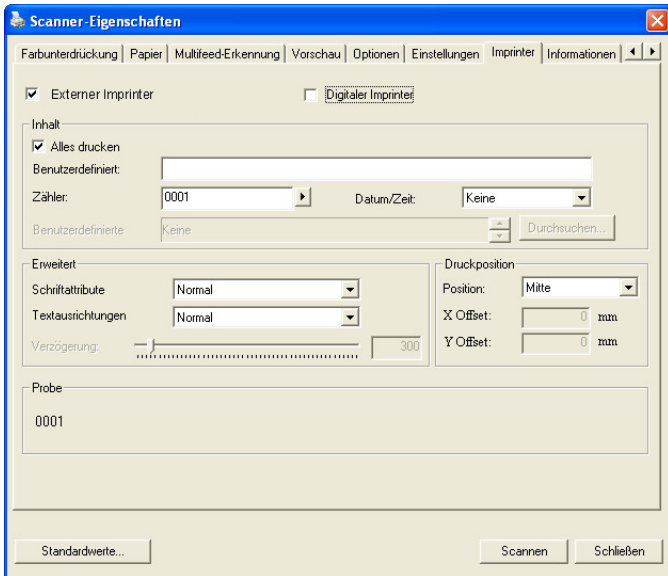 Scanner-Eigenschaften
Farbunterdrückung Papier Multifeed-Erkennung Vorschau Optionen Einstellungen Imprinter Informationen
Externer Imprinter Digitaler Imprinter
Inhalt
Alles drucken
Benutzerdefiniert:
Zähler: 0001 Datum/Zeit: Keine
Benutzerdefinierte Keine Durchsuchen...
Erweitert Druckposition
Schriftattribute Normal Position: Mitte
Textausrichtungen Normal X Offset: 0 mm
Verzögerung: 300 Y Offset: 0 mm
Probe
0001
Standardwerte... Scannen Schließen